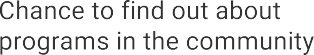 Chance to find out about
programs in the community